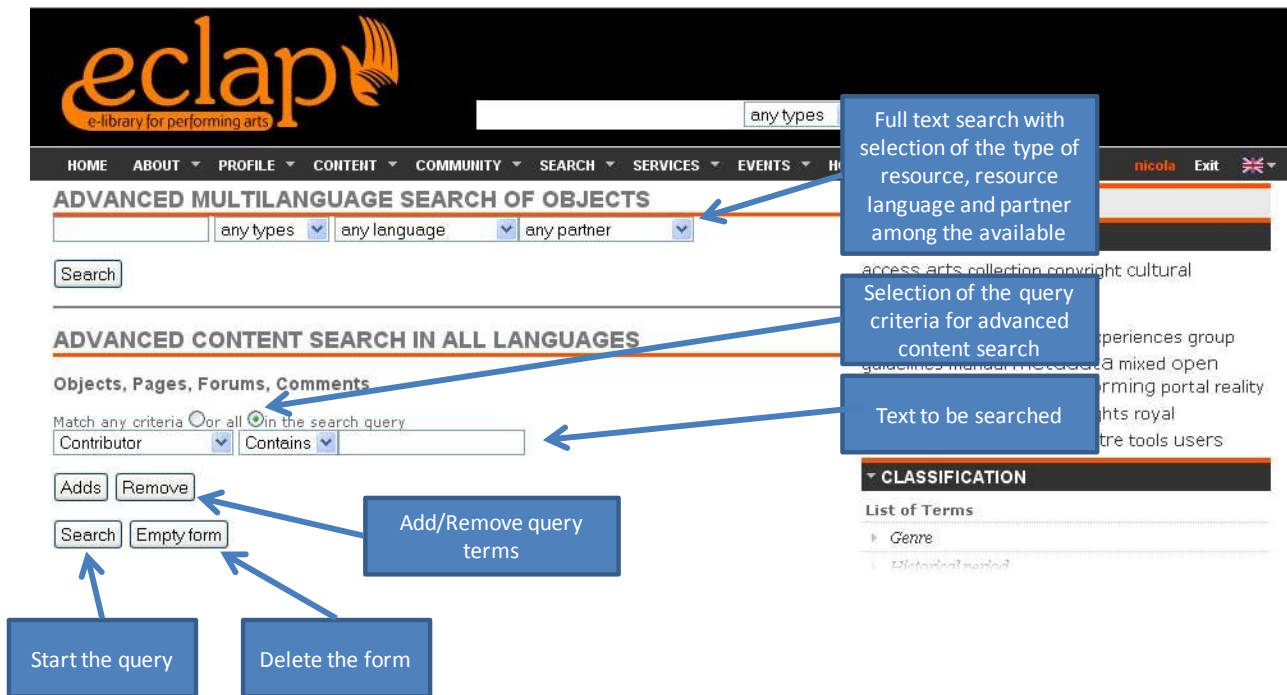 eclap
e-library for performing arts
any types
HOME ABOUT PROFILE CONTENT COMMUNITY SEARCH SERVICES EVENTS nicola Exit
ADVANCED MULTILANGUAGE SEARCH OF OBJECTS
any types any language any partner
Search
Full text search with
selection of the type of
resource, resource
language and partner
among the available
access arts collection copyright cultural
ADVANCED CONTENT SEARCH IN ALL LANGUAGES
Objects, Pages, Forums, Comments
Match any criteria or all in the search query
Contributor Contains
Adds Remove
Search Empty form
Selection of the query
criteria for advanced
content search
Text to be searched
group
guidelines manual metadata mixed open
portal reality
royal
tools users
CLASSIFICATION
List of Terms
Genre
Historical period
Add/Remove query
terms
Start the query
Delete the form